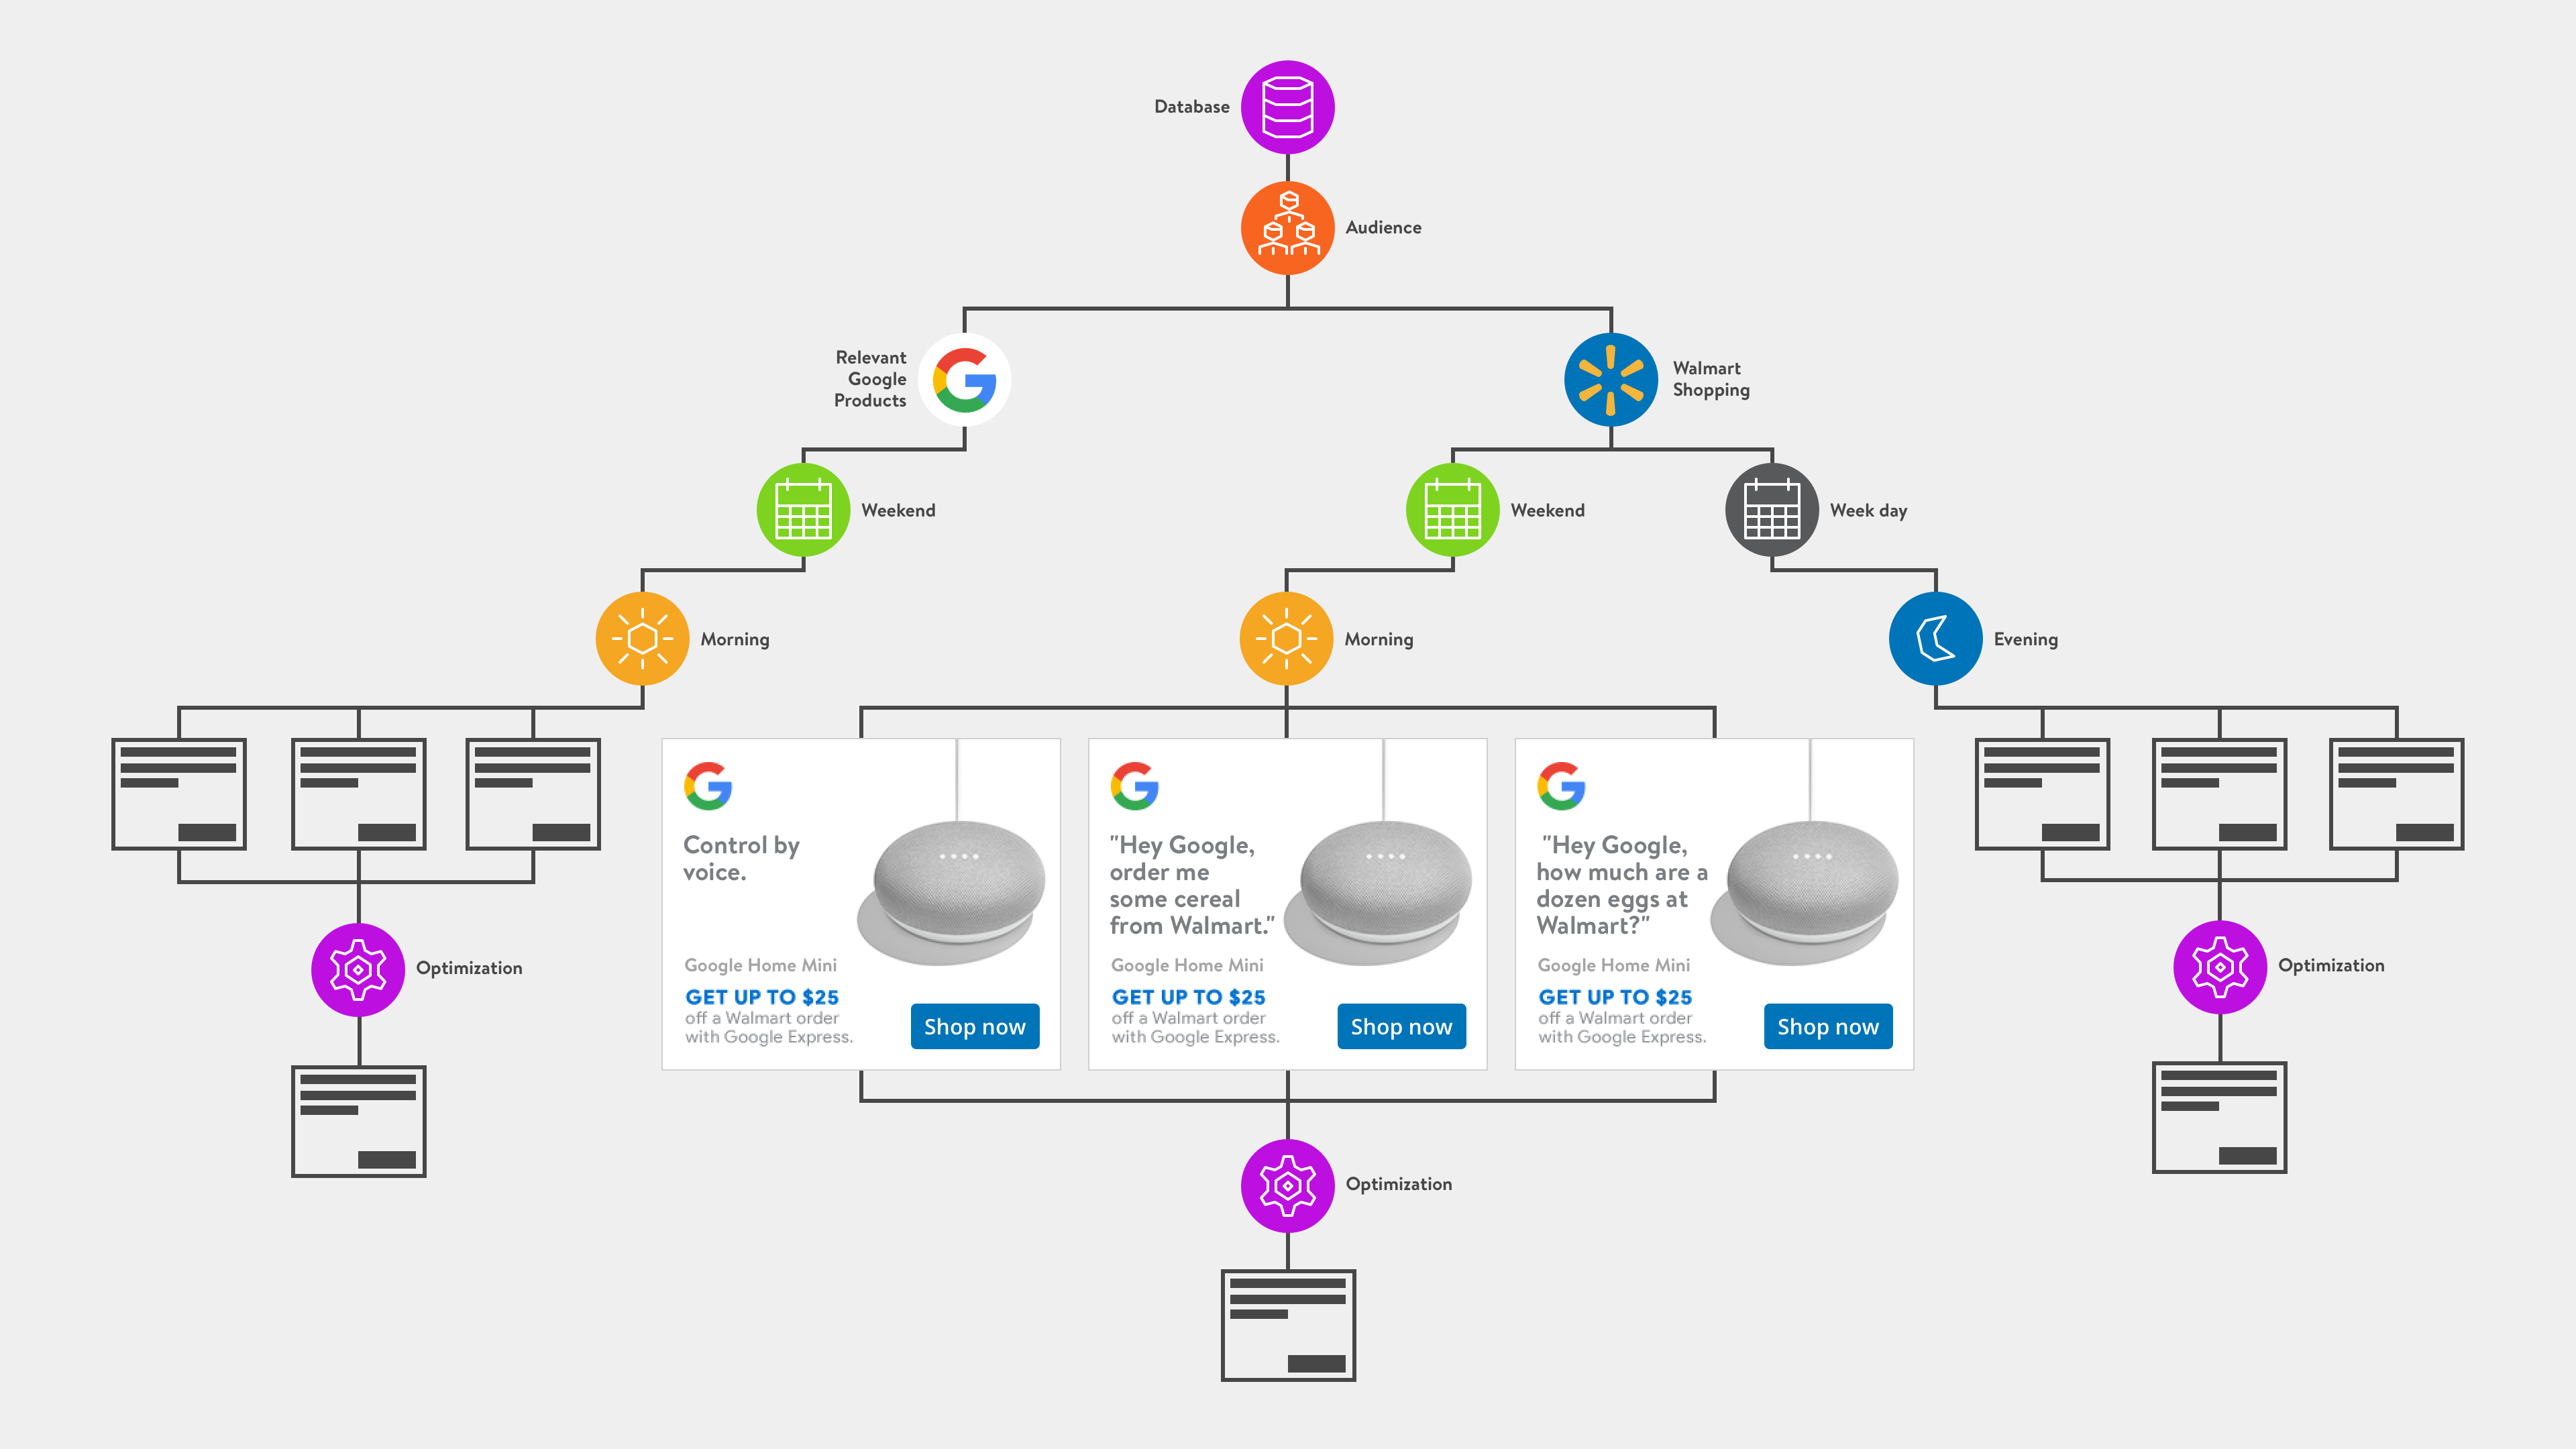 Database
Audience
Relevant
Google
Products
Walmart
Shopping
Weekend
Weekend
Week day
Morning
Morning
Evening
Control by
voice.
Google Home Mini
GET UP TO $25
off a Walmart order
with Google Express.
Shop now
"Hey Google,
order me
some cereal
from Walmart."
Google Home Mini
GET UP TO $25
off a Walmart order
with Google Express.
Shop now
"Hey Google,
how much are a
dozen eggs at
Walmart?"
Google Home Mini
GET UP TO $25
off a Walmart order
with Google Express.
Shop now
Optimization
Optimization
Optimization